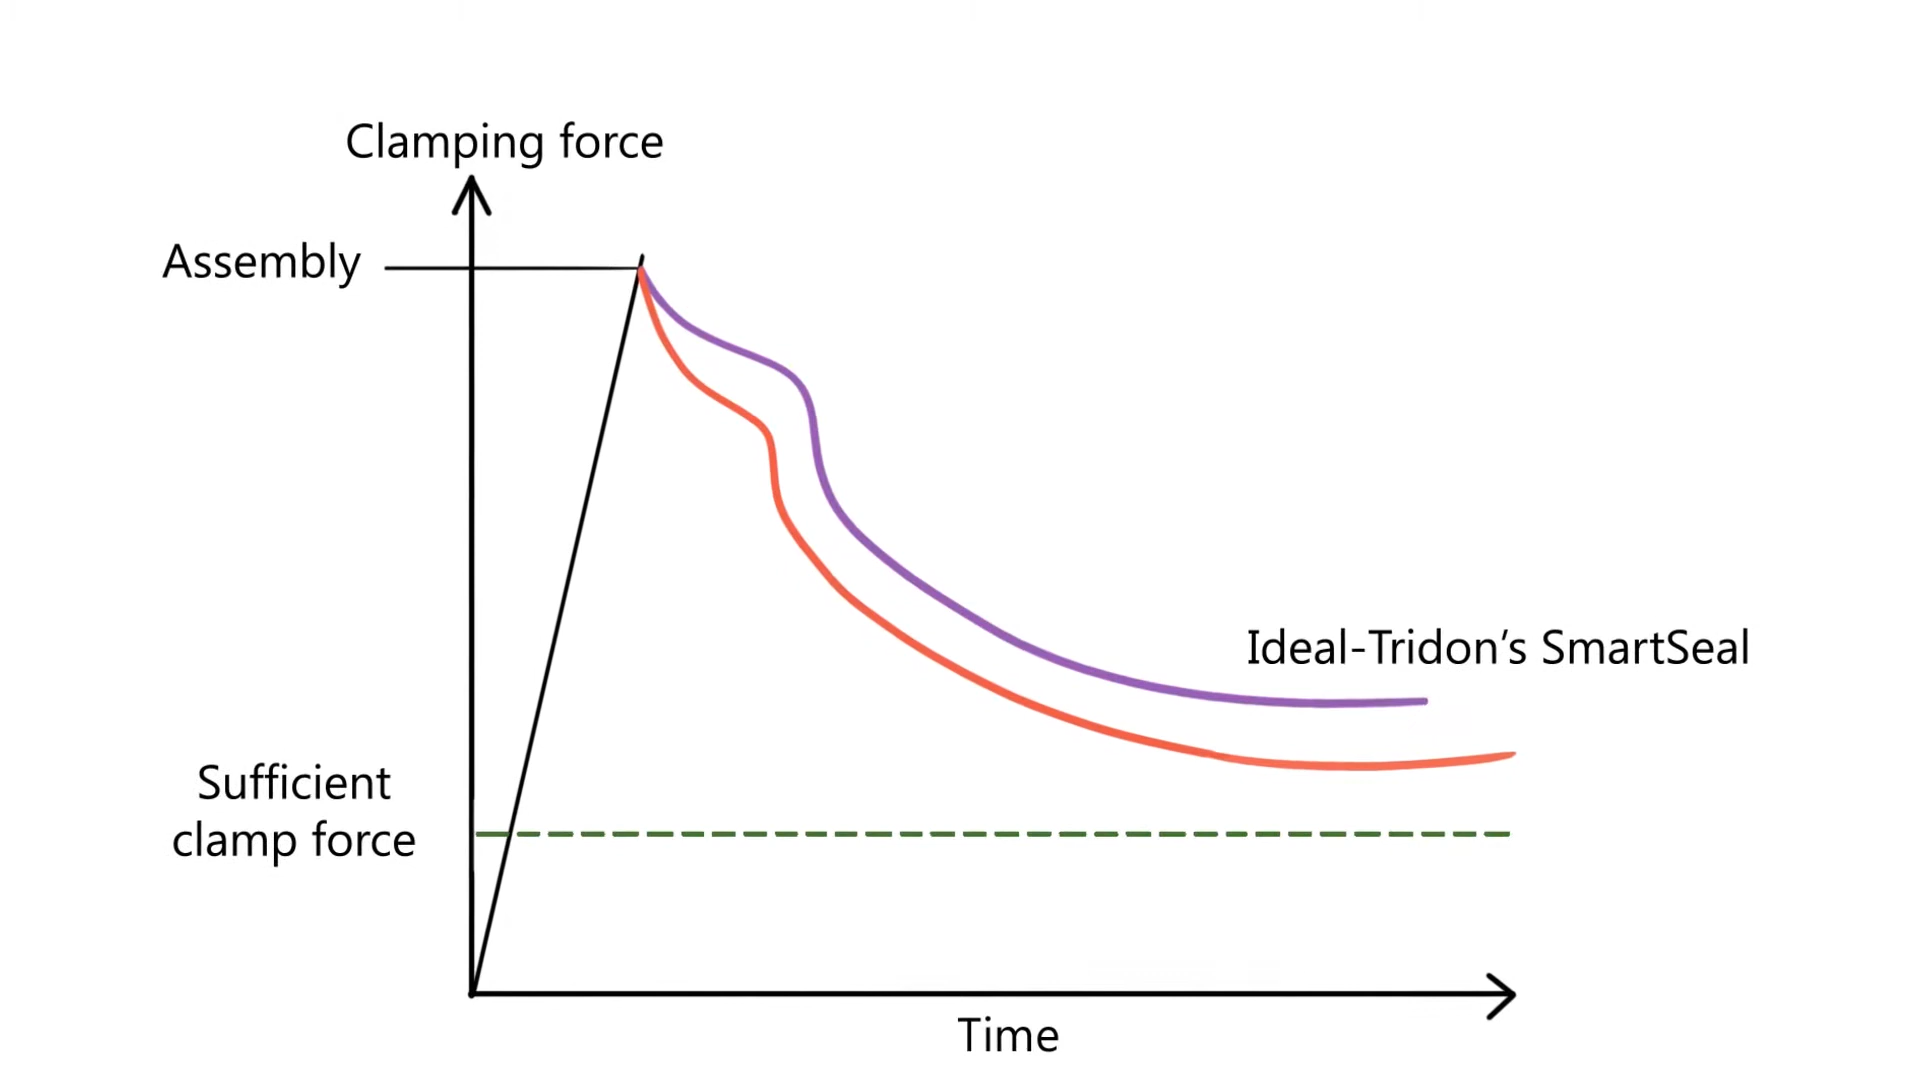 Clamping force
Assembly
Ideal-Tridon’s SmartSeal
Sufficient
clamp force
Time